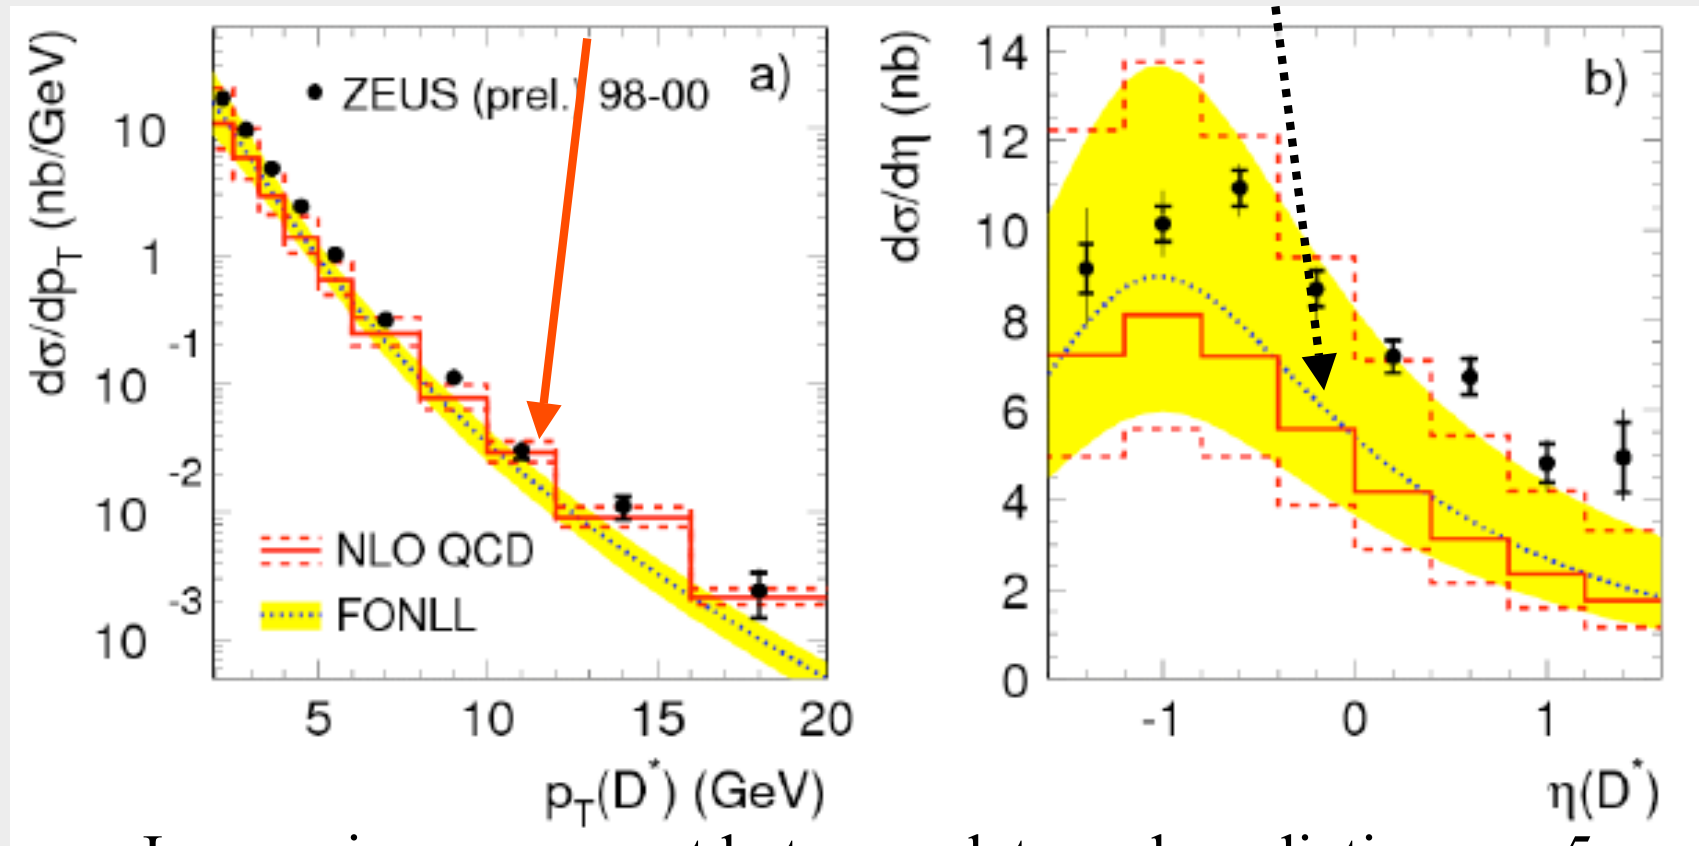 ZEUS (prel.) 98-00
a)
dσ/dp_T (nb/GeV)
10
1
10 -1
10 -2
10 -3
NLO QCD
FONLL
5 10 15 20
p_T(D*) (GeV)
b)
dσ/dη (nb)
14
12
10
8
6
4
2
0
-1 0 1
η(D*)